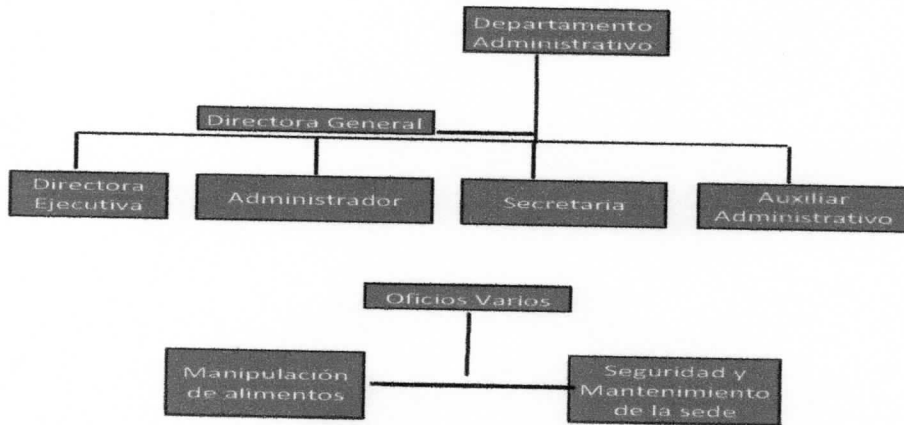 Departamento
Administrativo
Directora General
Directora
Ejecutiva
Administrador
Secretaria
Auxiliar
Administrativo
Oficios Varios
Manipulación
de alimentos
Seguridad y
Mantenimiento
de la sede